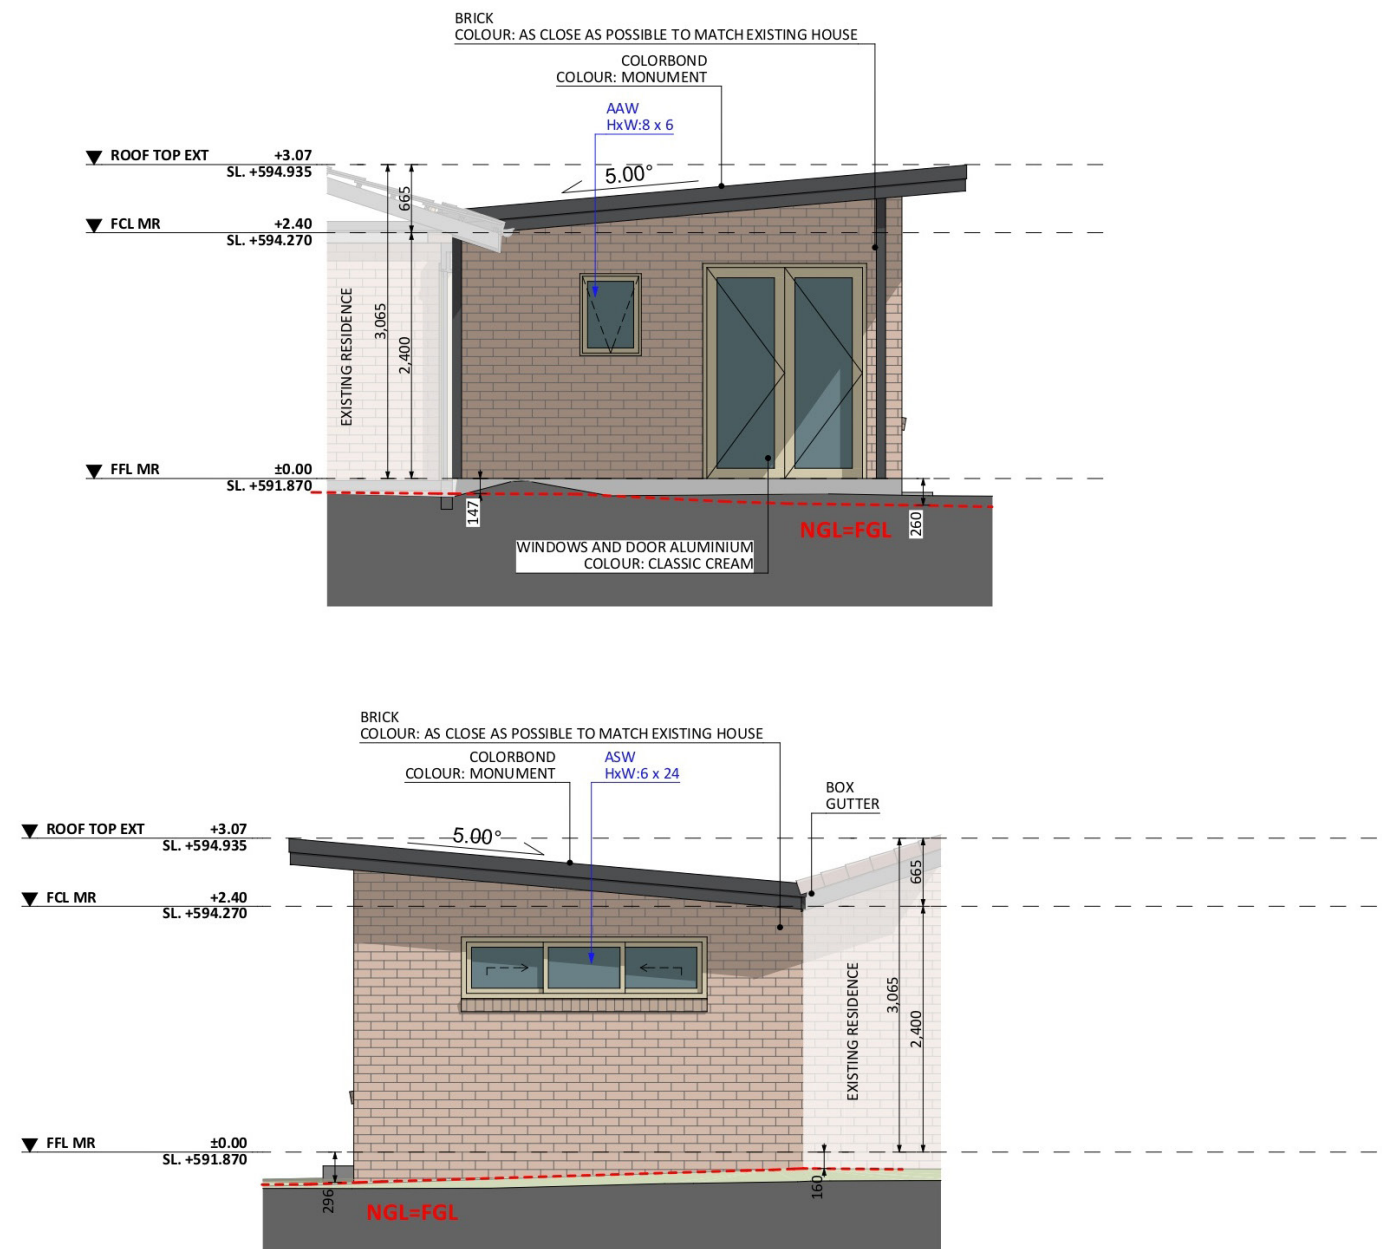 BRICK
COLOUR: AS CLOSE AS POSSIBLE TO MATCH EXISTING HOUSE
COLORBOND
COLOUR: MONUMENT
AAW
HxW:8 x 6
ROOF TOP EXT +3.07
SL. +594.935
5.00°
665
FCL MR +2.40
SL. +594.270
EXISTING RESIDENCE
3,065
2,400
FFL MR ±0.00
SL. +591.870
147
NGL=FGL
260
WINDOWS AND DOOR ALUMINIUM
COLOUR: CLASSIC CREAM
BRICK
COLOUR: AS CLOSE AS POSSIBLE TO MATCH EXISTING HOUSE
COLORBOND
COLOUR: MONUMENT
ASW
HxW:6 x 24
BOX
GUTTER
ROOF TOP EXT +3.07
SL. +594.935
5.00°
665
FCL MR +2.40
SL. +594.270
EXISTING RESIDENCE
3,065
2,400
FFL MR ±0.00
SL. +591.870
296
160
NGL=FGL